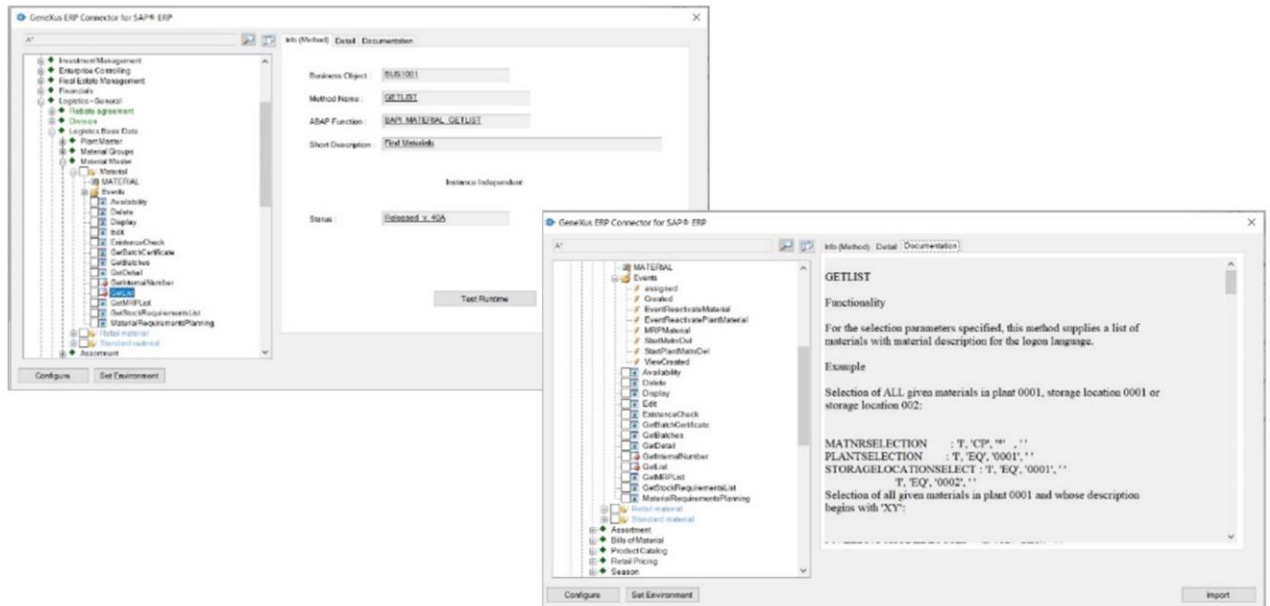 GeneXus ERP Connector for SAP® ERP
A*
Investment Management
Enterprise Controlling
Real Estate Management
Financials
Logistics - General
Rebate agreement
Division
Logistics Basic Data
Plant Master
Material Groups
Material Master
Material
MATERIAL
Events
Availability
Delete
Display
Edit
ExistenceCheck
GetBatchCertificate
GetBatches
GetDetail
GetInternalNumber
GetList
GetMRPList
GetStockRequirementsList
MaterialRequirementsPlanning
Retail material
Standard material
Assortment
Configure Set Environment
Info (Method) Detail Documentation
Business Object : BUS1001
Method Name : GETLIST
ABAP Function : BAPI_MATERIAL_GETLIST
Short Description : Find Materials
Instance Independent
Status : Released v. 40A
Test Runtime
GeneXus ERP Connector for SAP® ERP
A*
MATERIAL
Events
assigned
Created
EventReactivateMaterial
EventReactivatePlantMaterial
MRPMaterial
StartMatnrDel
StartPlantMatnrDel
ViewCreated
Availability
Delete
Display
Edit
ExistenceCheck
GetBatchCertificate
GetBatches
GetDetail
GetInternalNumber
GetList
GetMRPList
GetStockRequirementsList
MaterialRequirementsPlanning
Retail material
Standard material
Assortment
Bills of Material
Product Catalog
Retail Pricing
Season
Configure Set Environment
Info (Method) Detail Documentation
GETLIST
Functionality
For the selection parameters specified, this method supplies a list of
materials with material description for the logon language.
Example
Selection of ALL given materials in plant 0001, storage location 0001 or
storage location 002:
MATNRSELECTION : 'I', 'CP', '*' , ' '
PLANTSELECTION : 'I', 'EQ', '0001', ' '
STORAGELOCATIONSELECT : 'I', 'EQ', '0001', ' '
'I', 'EQ', '0002', ' '
Selection of all given materials in plant 0001 and whose description
begins with 'XY':
Import